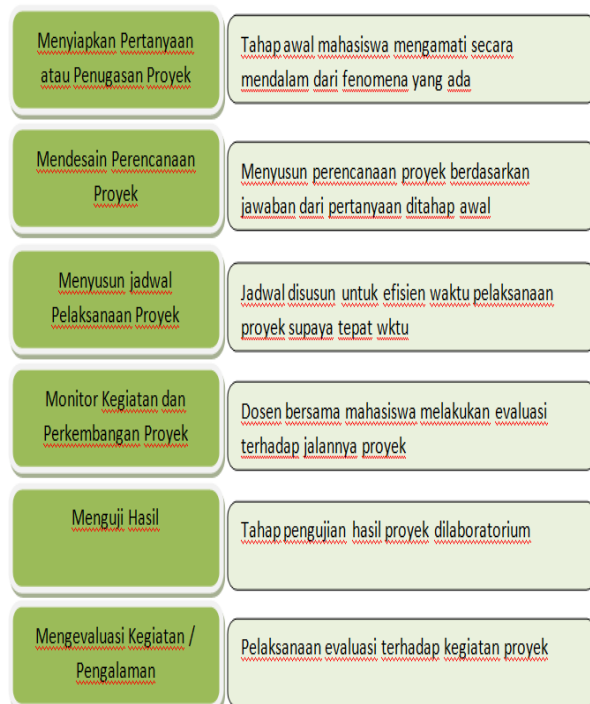 Menyiapkan Pertanyaan
atau Penugasan Proyek
Tahap awal mahasiswa mengamati secara
mendalam dari fenomena yang ada
Mendesain Perencanaan
Proyek
Menyusun perencanaan proyek berdasarkan
jawaban dari pertanyaan ditahap awal
Menyusun jadwal
Pelaksanaan Proyek
Jadwal disusun untuk efisien waktu pelaksanaan
proyek supaya tepat wktu
Monitor Kegiatan dan
Perkembangan Proyek
Dosen bersama mahasiswa melakukan evaluasi
terhadap jalannya proyek
Menguji Hasil
Tahap pengujian hasil proyek dilaboratorium
Mengevaluasi Kegiatan /
Pengalaman
Pelaksanaan evaluasi terhadap kegiatan proyek